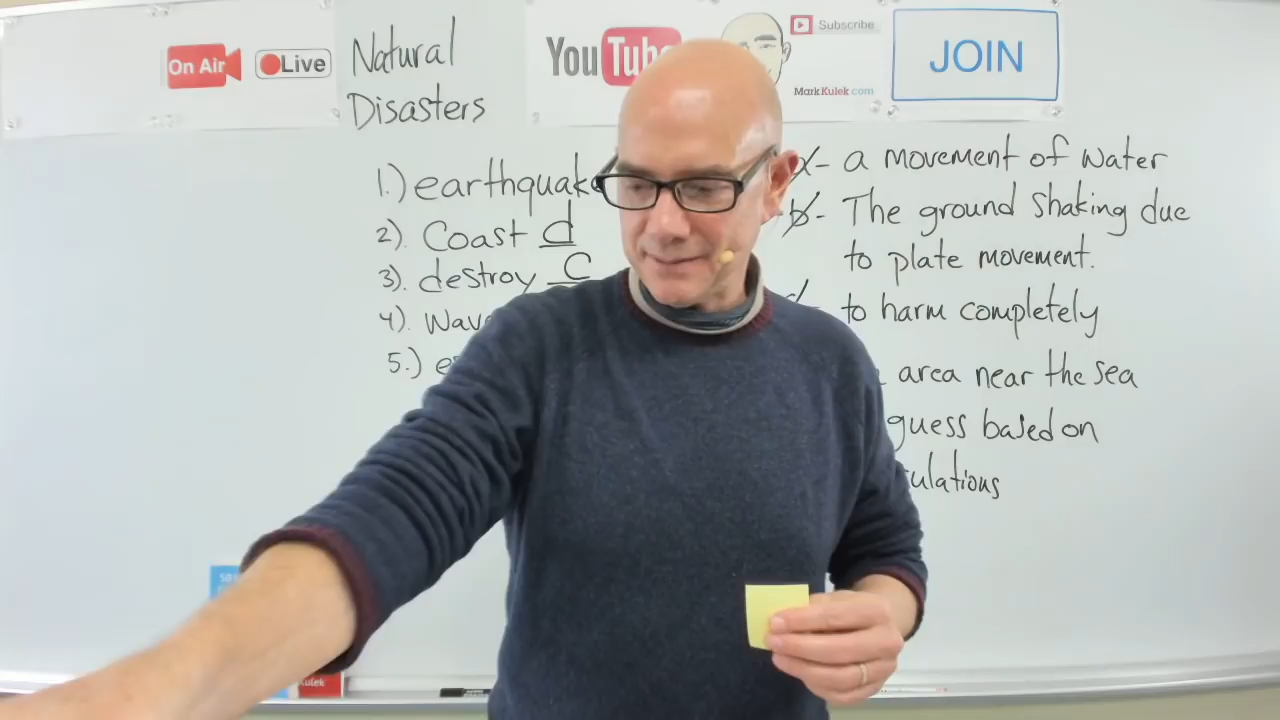 On Air
Live
Natural
Disasters
YouTube
Subscribe
MarkKulek.com
JOIN
1.) earthquake
2). Coast d
3). destroy c
4).
5.)
a - a movement of water
b - The ground shaking due
to plate movement.
to harm completely
area near the sea
guess based on
Kulek